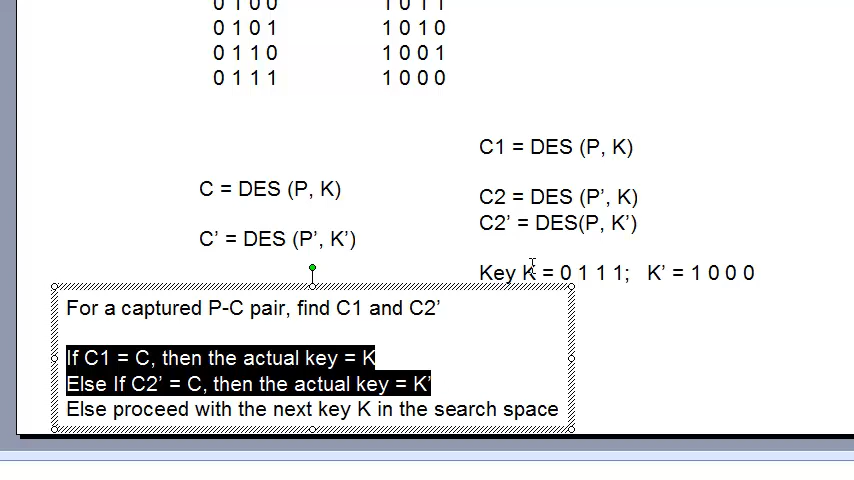 0 1 0 0 1 0 1 1
0 1 0 1 1 0 1 0
0 1 1 0 1 0 0 1
0 1 1 1 1 0 0 0
C1 = DES (P, K)
C = DES (P, K)
C2 = DES (P’, K)
C2’ = DES(P, K’)
C’ = DES (P’, K’)
Key K = 0 1 1 1; K’ = 1 0 0 0
For a captured P-C pair, find C1 and C2’
If C1 = C, then the actual key = K
Else If C2’ = C, then the actual key = K’
Else proceed with the next key K in the search space